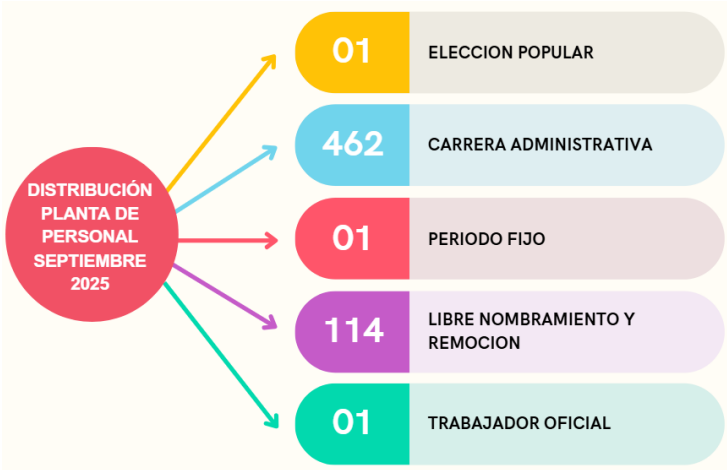 DISTRIBUCIÓN
PLANTA DE
PERSONAL
SEPTIEMBRE
2025
01
ELECCION POPULAR
462
CARRERA ADMINISTRATIVA
01
PERIODO FIJO
114
LIBRE NOMBRAMIENTO Y
REMOCION
01
TRABAJADOR OFICIAL